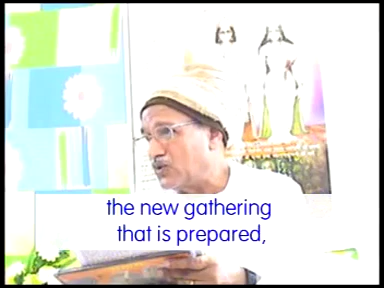 the new gathering
that is prepared,